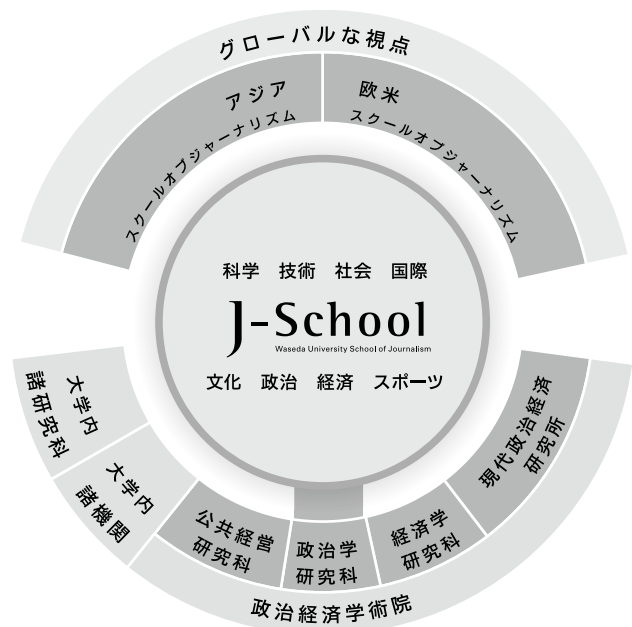 グローバルな視点
アジア
スクールオブジャーナリズム
欧米
スクールオブジャーナリズム
科学 技術 社会 国際
J-School
Waseda University School of Journalism
文化 政治 経済 スポーツ
大学内
諸研究科
大学内
諸機関
公共経営
研究科
政治学
研究科
経済学
研究科
現代政治経済
研究所
政治経済学術院